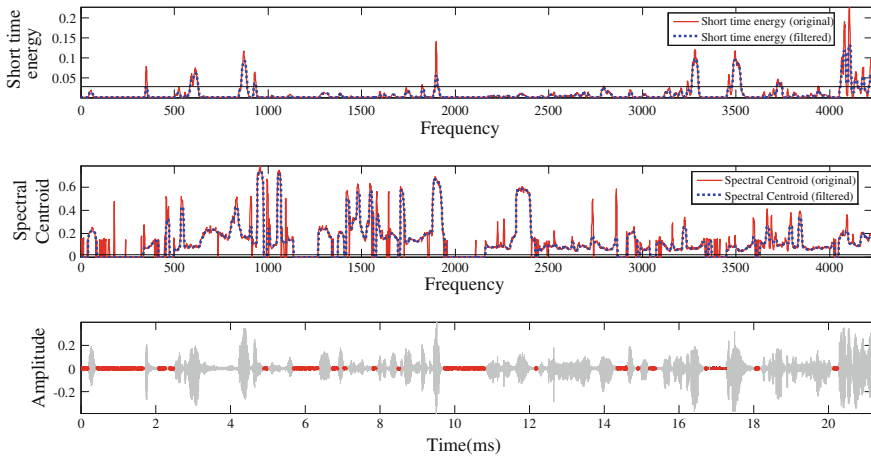 Short time
energy
0.2
0.15
0.1
0.05
Short time energy (original)
Short time energy (filtered)
0 500 1000 1500 2000 2500 3000 3500 4000
Frequency
Spectral
Centroid
0.6
0.4
0.2
0
Spectral Centroid (original)
Spectral Centroid (filtered)
0 500 1000 1500 2000 2500 3000 3500 4000
Frequency
Amplitude
0.2
0
-0.2
0 2 4 6 8 10 12 14 16 18 20
Time(ms)